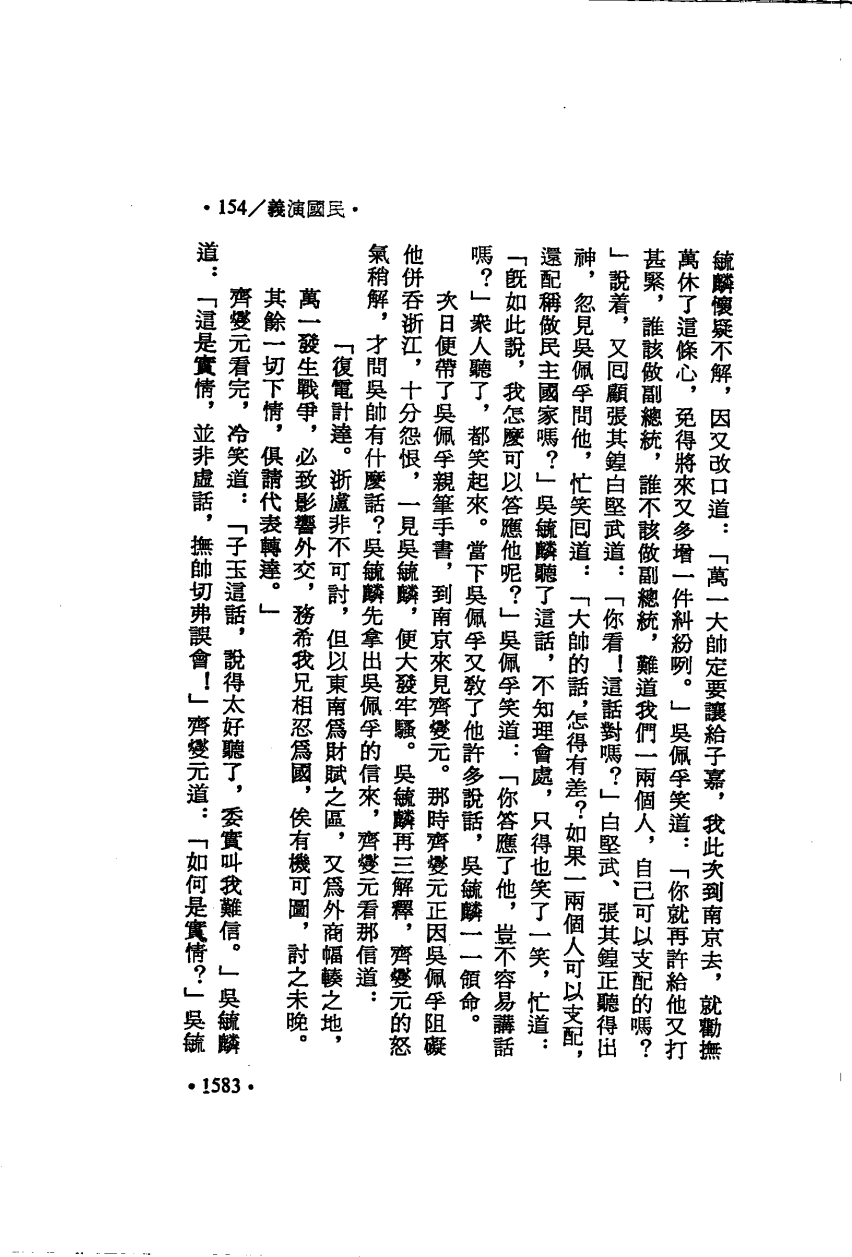 •154／義演國民•
毓麟懷疑不解，因又改口道：「萬一大帥定要讓給子嘉，我此次到南京去，就勸撫
萬休了這條心，免得將來又多增一件糾紛咧。」吳佩孚笑道：「你就再許給他又打
甚緊，誰該做副總統，誰不該做副總統，難道我們一兩個人，自己可以支配的嗎？
」說着，又回顧張其鍠白堅武道：「你看！這話對嗎？」白堅武、張其鍠正聽得出
神，忽見吳佩孚問他，忙笑回道：「大帥的話，怎得有差？如果一兩個人可以支配，
還配稱做民主國家嗎？」吳毓麟聽了這話，不知理會處，只得也笑了一笑，忙道：
「既如此說，我怎麼可以答應他呢？」吳佩孚笑道：「你答應了他，豈不容易講話
嗎？」衆人聽了，都笑起來。當下吳佩孚又教了他許多說話，吳毓麟一一領命。
次日便帶了吳佩孚親筆手書，到南京來見齊燮元。那時齊燮元正因吳佩孚阻礙
他併吞浙江，十分怨恨，一見吳毓麟，便大發牢騷。吳毓麟再三解釋，齊燮元的怒
氣稍解，才問吳帥有什麼話？吳毓麟先拿出吳佩孚的信來，齊燮元看那信道：
「復電計達。浙盧非不可討，但以東南爲財賦之區，又爲外商幅輳之地，
萬一發生戰爭，必致影響外交，務希我兄相忍爲國，俟有機可圖，討之未晚。
其餘一切下情，俱請代表轉達。」
齊燮元看完，冷笑道：「子玉這話，說得太好聽了，委實叫我難信。」吳毓麟
道：「這是實情，並非虛話，撫帥切弗誤會！」齊燮元道：「如何是實情？」吳毓
•1583•